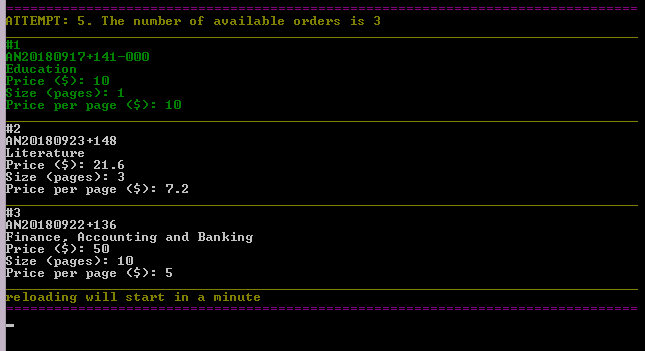 ATTEMPT: 5. The number of available orders is 3
#1
AN20180917+141-000
Education
Price ($): 10
Size (pages): 1
Price per page ($): 10
#2
AN20180923+148
Literature
Price ($): 21.6
Size (pages): 3
Price per page ($): 7.2
#3
AN20180922+136
Finance, Accounting and Banking
Price ($): 50
Size (pages): 10
Price per page ($): 5
reloading will start in a minute